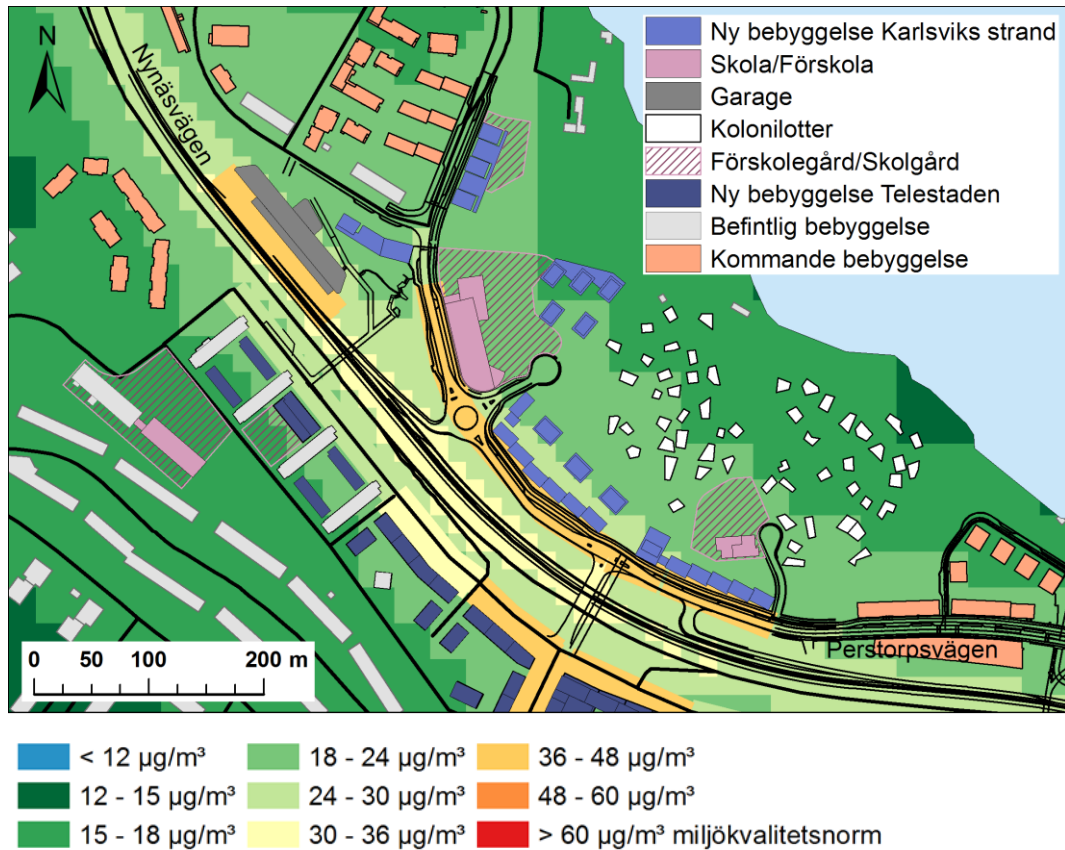 N
Nynäsvägen
Ny bebyggelse Karlsviks strand
Skola/Förskola
Garage
Kolonilotter
Förskolegård/Skolgård
Ny bebyggelse Telestaden
Befintlig bebyggelse
Kommande bebyggelse
Perstorpsvägen
0 50 100 200 m
< 12 µg/m³
12 - 15 µg/m³
15 - 18 µg/m³
18 - 24 µg/m³
24 - 30 µg/m³
30 - 36 µg/m³
36 - 48 µg/m³
48 - 60 µg/m³
> 60 µg/m³ miljökvalitetsnorm